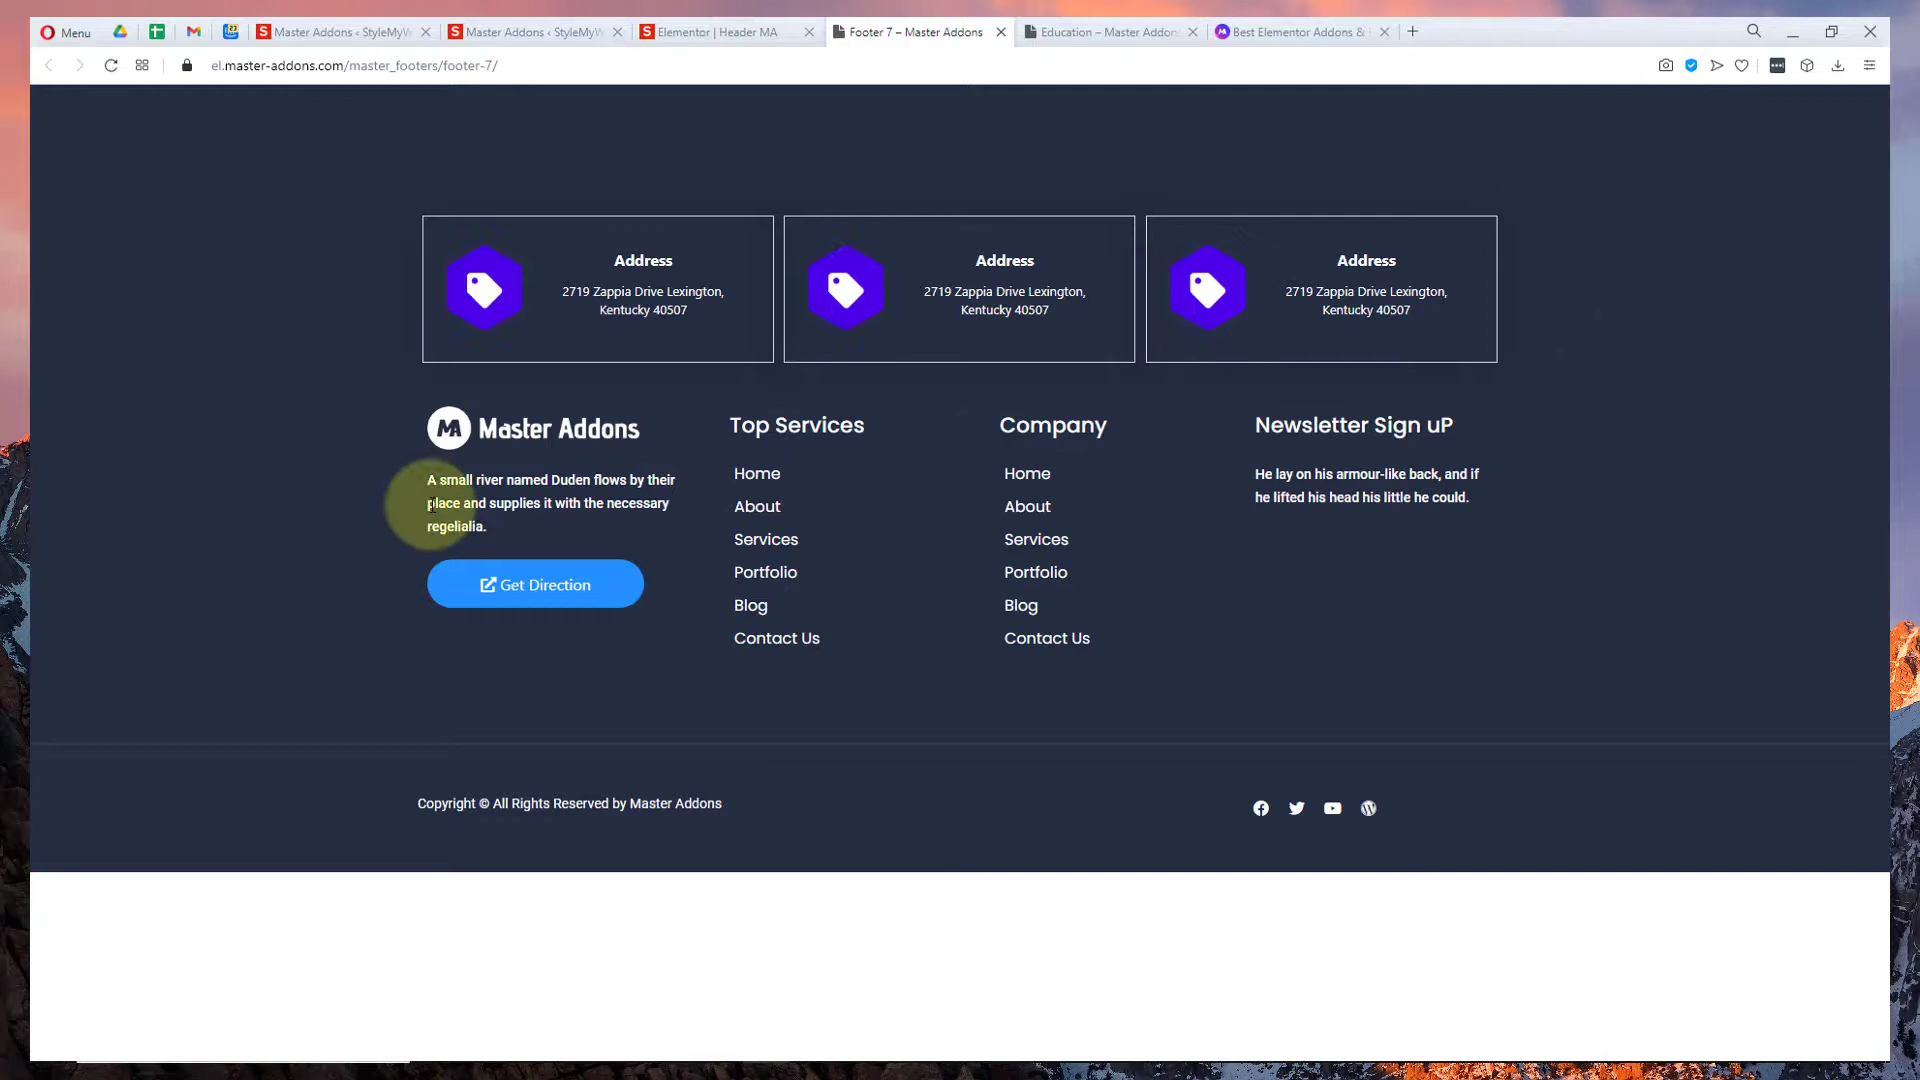 Menu
Master Addons ‹ StyleMyW
Master Addons ‹ StyleMyW
Elementor | Header MA
Footer 7 – Master Addons
Education – Master Addons
Best Elementor Addons &
el.master-addons.com/master_footers/footer-7/
Address
2719 Zappia Drive Lexington,
Kentucky 40507
Address
2719 Zappia Drive Lexington,
Kentucky 40507
Address
2719 Zappia Drive Lexington,
Kentucky 40507
MA Master Addons
A small river named Duden flows by their
place and supplies it with the necessary
regelialia.
Get Direction
Top Services
Home
About
Services
Portfolio
Blog
Contact Us
Company
Home
About
Services
Portfolio
Blog
Contact Us
Newsletter Sign uP
He lay on his armour-like back, and if
he lifted his head his little he could.
Copyright © All Rights Reserved by Master Addons